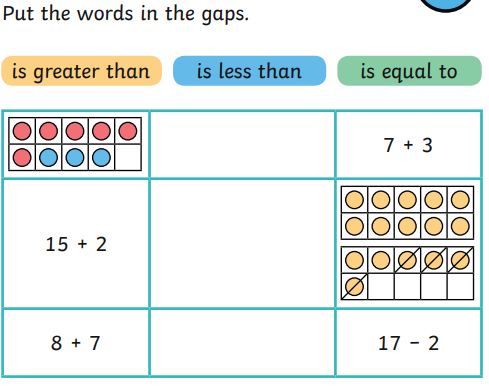 Put the words in the gaps.
is greater than is less than is equal to
7 + 3
15 + 2
8 + 7 17 − 2